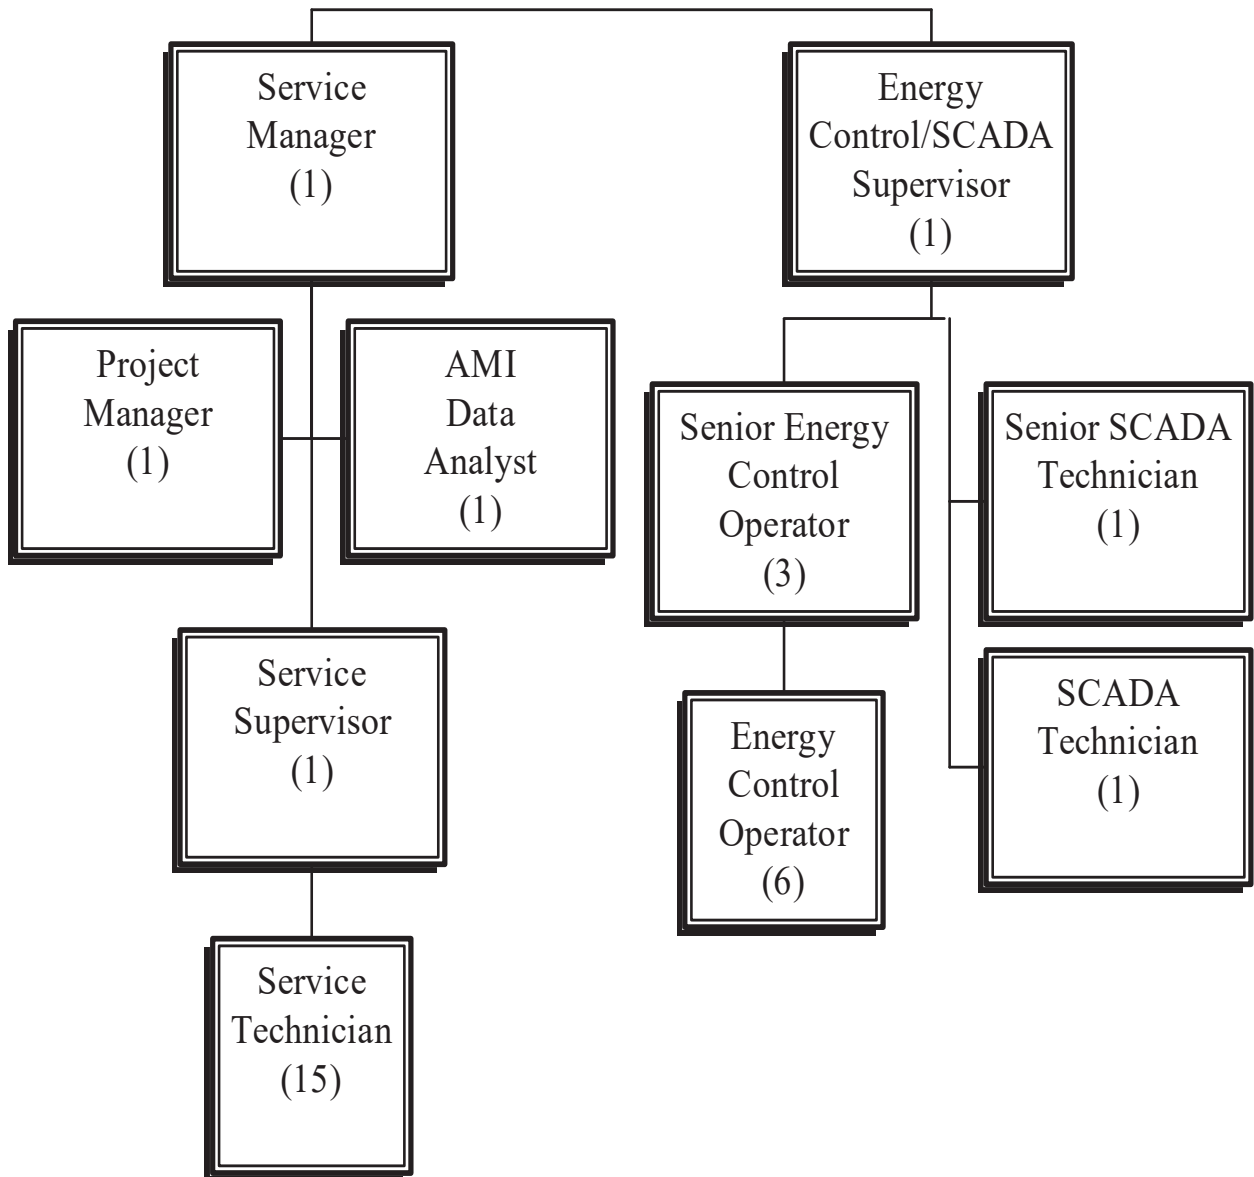 Service
Manager
(1)
Energy
Control/SCADA
Supervisor
(1)
Project
Manager
(1)
AMI
Data
Analyst
(1)
Senior Energy
Control
Operator
(3)
Senior SCADA
Technician
(1)
Service
Supervisor
(1)
Energy
Control
Operator
(6)
SCADA
Technician
(1)
Service
Technician
(15)